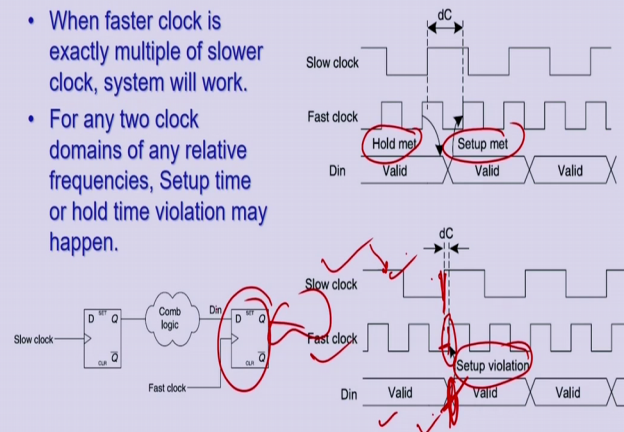 • When faster clock is
exactly multiple of slower
clock, system will work.
• For any two clock
domains of any relative
frequencies, Setup time
or hold time violation may
happen.
dC
Slow clock
Fast clock
Hold met
Setup met
Din
Valid
Valid
Valid
dC
Slow clock
Fast clock
Setup violation
Din
Valid
Valid
Valid
Slow clock
D SET Q
CLR Q
Comb
logic
Din
D SET Q
CLR Q
Fast clock